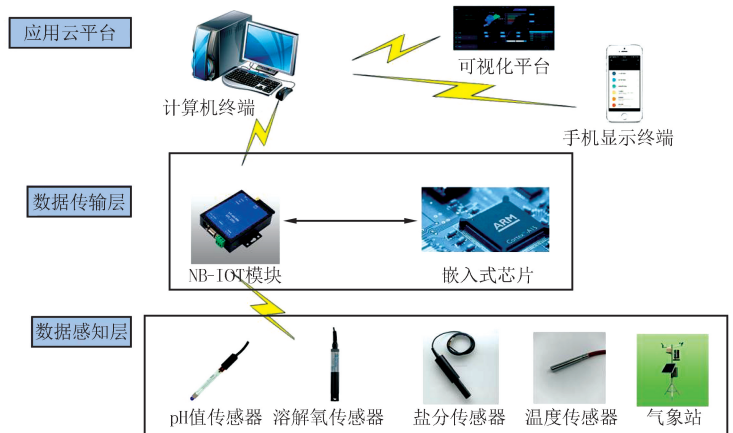 应用云平台
可视化平台
计算机终端
手机显示终端
数据传输层
ARM
Cortex-A11
NB-IOT模块
嵌入式芯片
数据感知层
pH值传感器
溶解氧传感器
盐分传感器
温度传感器
气象站